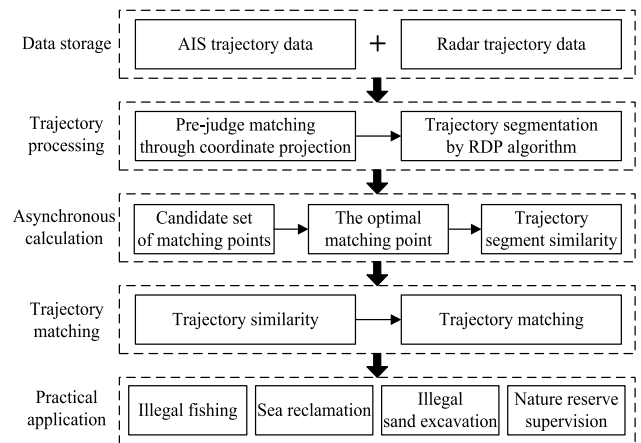 Data storage
AIS trajectory data
+
Radar trajectory data
Trajectory
processing
Pre-judge matching
through coordinate projection
Trajectory segmentation
by RDP algorithm
Asynchronous
calculation
Candidate set
of matching points
The optimal
matching point
Trajectory
segment similarity
Trajectory
matching
Trajectory similarity
Trajectory matching
Practical
application
Illegal fishing
Sea reclamation
Illegal
sand excavation
Nature reserve
supervision